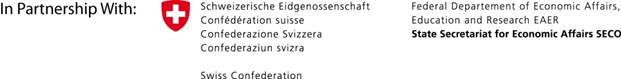 In Partnership With:
Schweizerische Eidgenossenschaft
Confédération suisse
Confederazione Svizzera
Confederaziun svizra
Swiss Confederation
Federal Departement of Economic Affairs,
Education and Research EAER
State Secretariat for Economic Affairs SECO